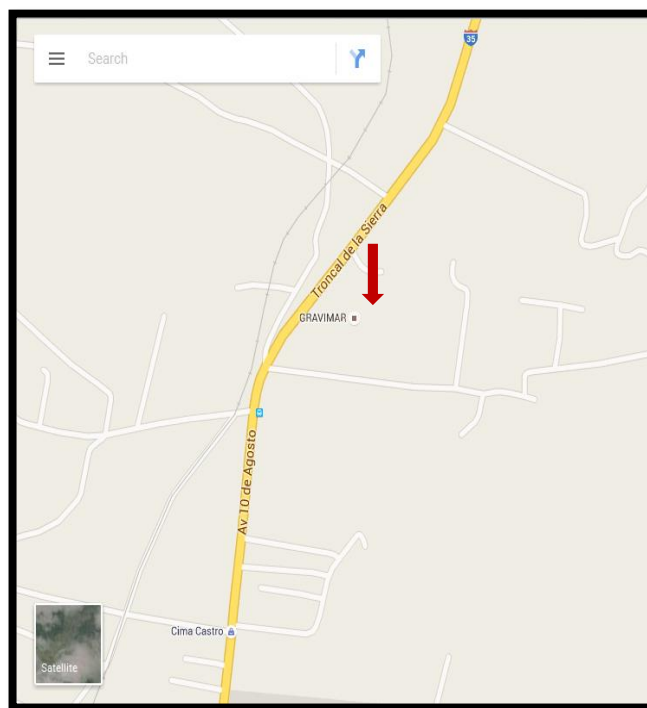 35
Search
Troncal de la Sierra
GRAVIMAR
Av 10 de Agosto
Cima Castro
Satellite